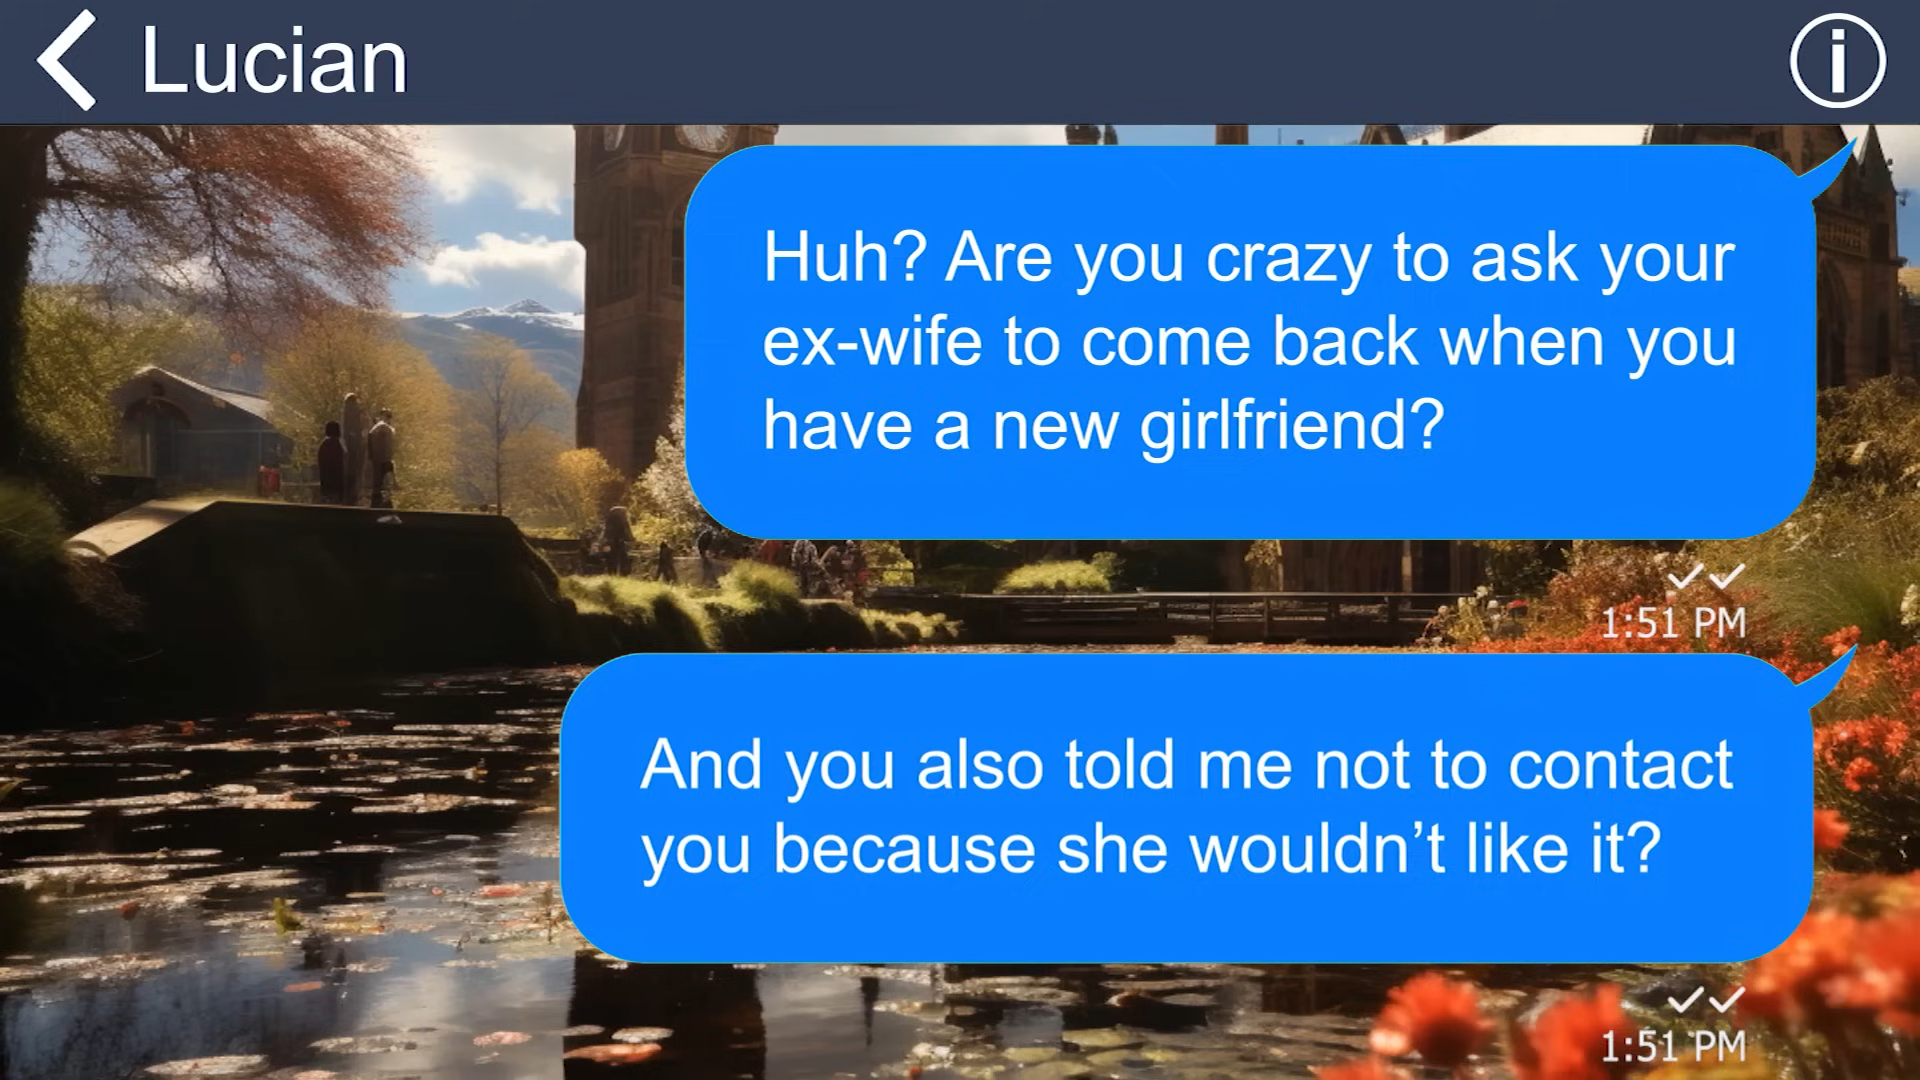 Lucian
Huh? Are you crazy to ask your
ex-wife to come back when you
have a new girlfriend?
1:51 PM
And you also told me not to contact
you because she wouldn’t like it?
1:51 PM